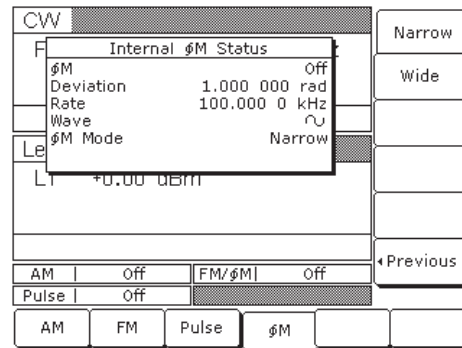 CW
Narrow
F
Internal ϕM Status
z
ϕM Off
Wide
Deviation 1.000 000 rad
Rate 100.000 0 kHz
Wave
ϕM Mode Narrow
Le
L1 +0.00 dBm
◂Previous
AM | Off FM/ϕM| Off
Pulse | Off
AM FM Pulse ϕM